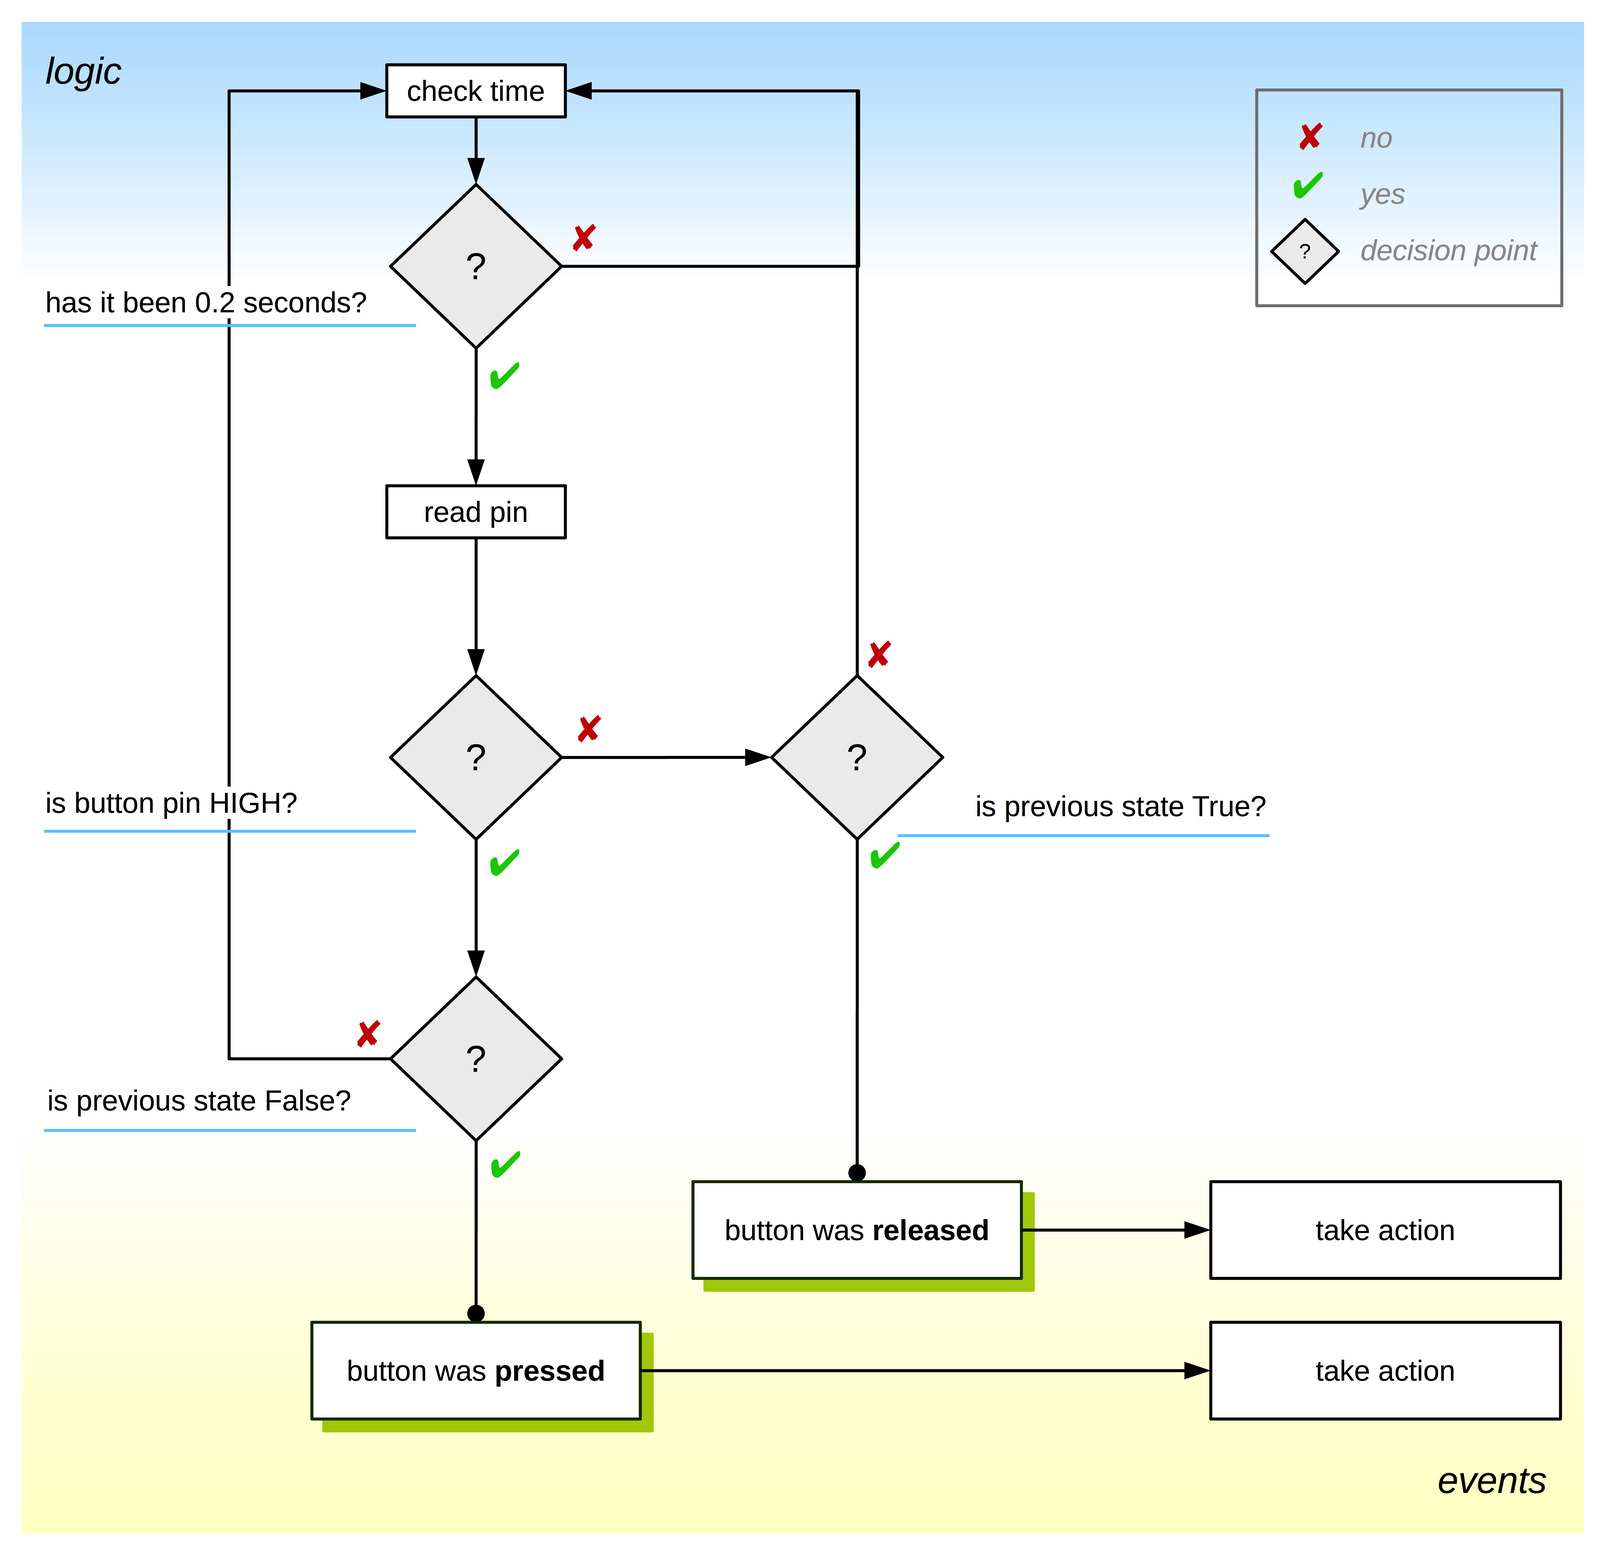 logic
check time
no
yes
? decision point
?
has it been 0.2 seconds?
read pin
?
?
is button pin HIGH?
is previous state True?
?
is previous state False?
button was released
take action
button was pressed
take action
events